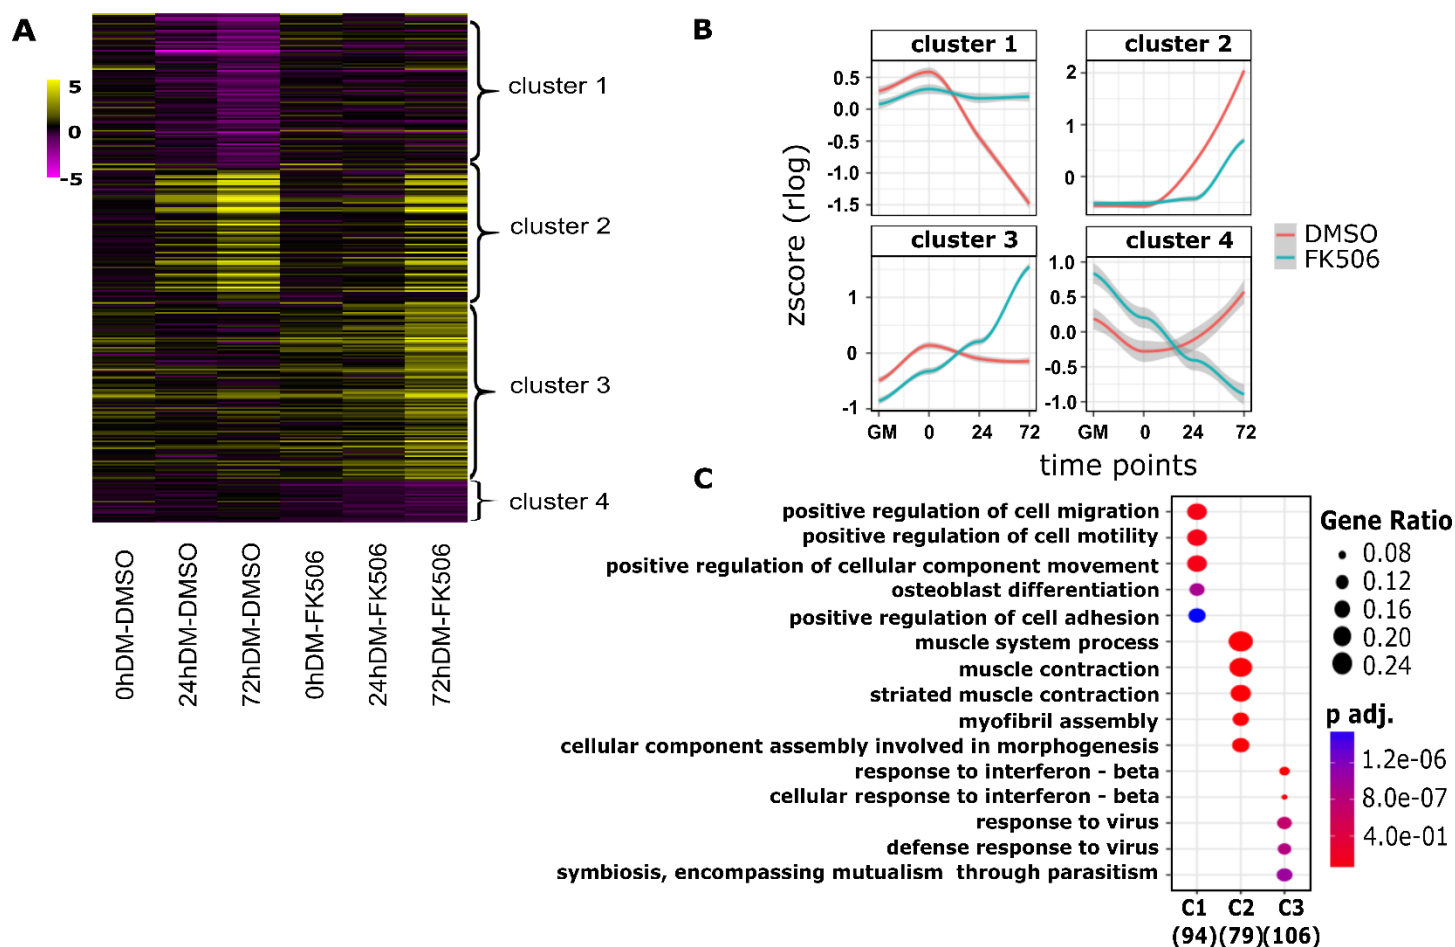 A
5
0
-5
cluster 1
cluster 2
cluster 3
cluster 4
0hDM-DMSO
24hDM-DMSO
72hDM-DMSO
0hDM-FK506
24hDM-FK506
72hDM-FK506
B
cluster 1
cluster 2
0.5
0.0
-0.5
-1.0
-1.5
2
1
0
cluster 3
cluster 4
1
0
-1
1.0
0.5
0.0
-0.5
-1.0
GM 0 24 72
GM 0 24 72
zscore (rlog)
time points
DMSO
FK506
C
positive regulation of cell migration
positive regulation of cell motility
positive regulation of cellular component movement
osteoblast differentiation
positive regulation of cell adhesion
muscle system process
muscle contraction
striated muscle contraction
myofibril assembly
cellular component assembly involved in morphogenesis
response to interferon - beta
cellular response to interferon - beta
response to virus
defense response to virus
symbiosis, encompassing mutualism through parasitism
C1 C2 C3
(94) (79) (106)
Gene Ratio
0.08
0.12
0.16
0.20
0.24
p adj.
1.2e-06
8.0e-07
4.0e-01